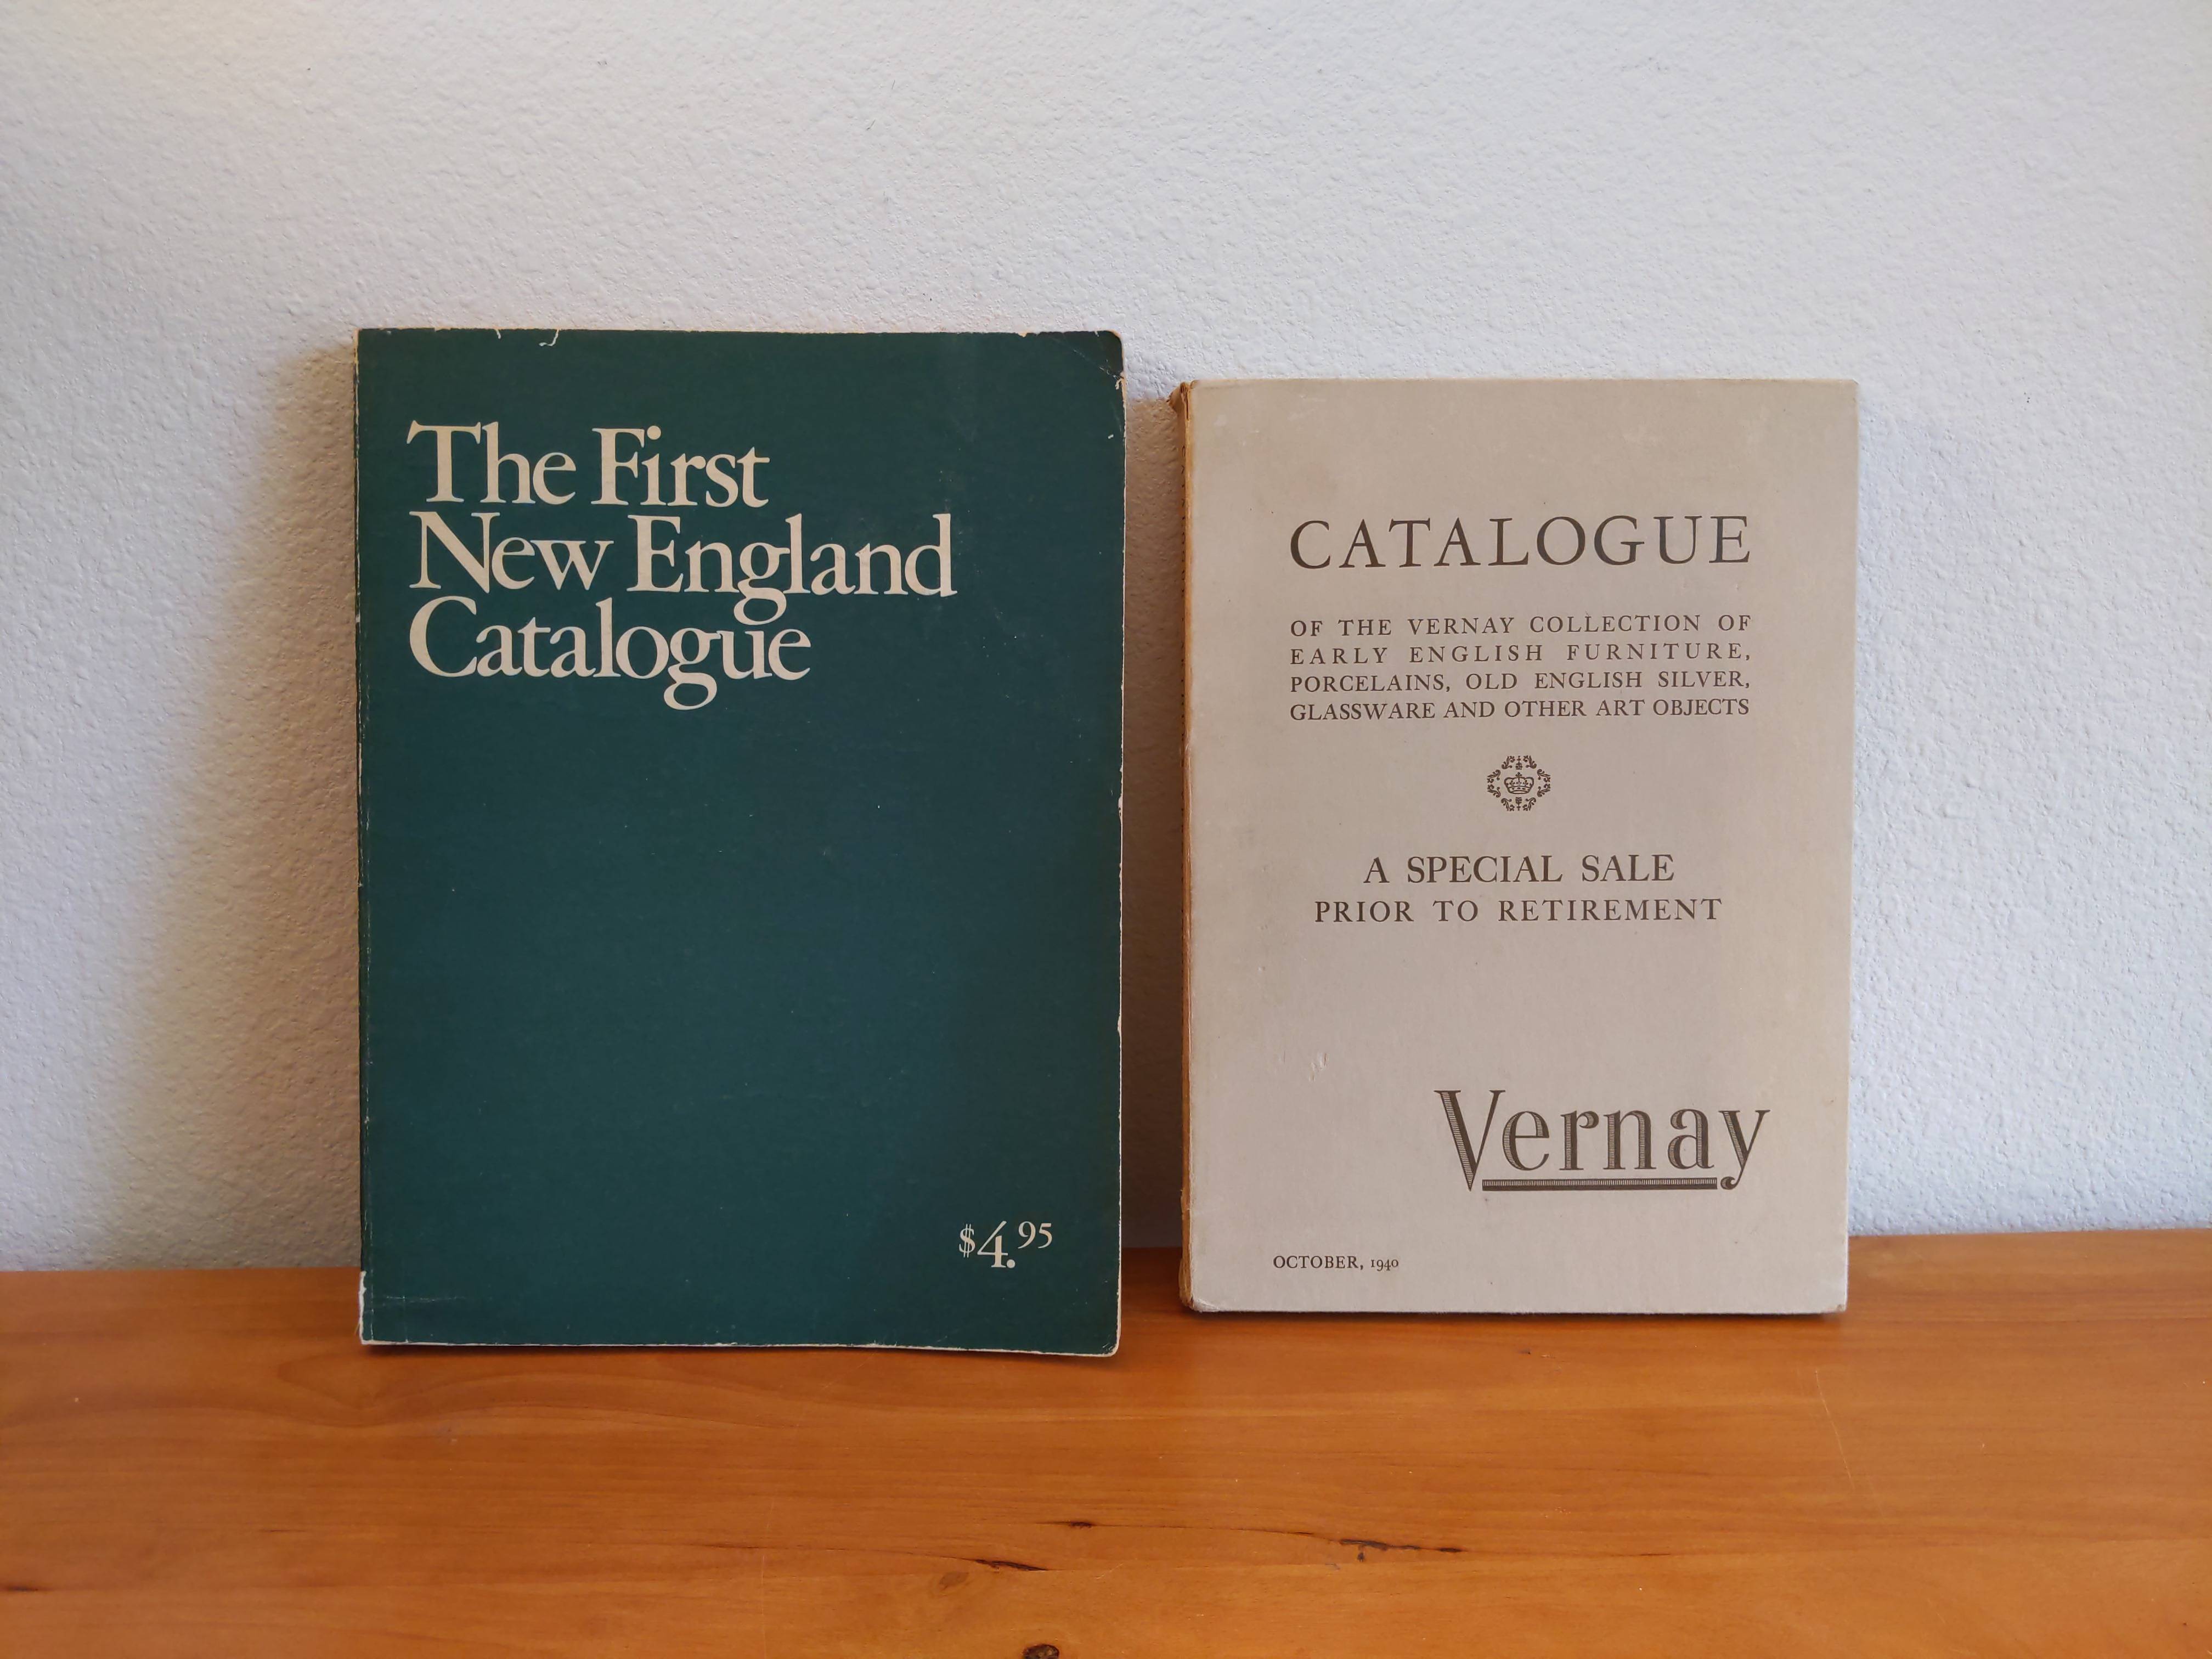 The First
New England
Catalogue
$4.95
CATALOGUE
OF THE VERNAY COLLECTION OF
EARLY ENGLISH FURNITURE,
PORCELAINS, OLD ENGLISH SILVER,
GLASSWARE AND OTHER ART OBJECTS
A SPECIAL SALE
PRIOR TO RETIREMENT
Vernay
OCTOBER, 1940